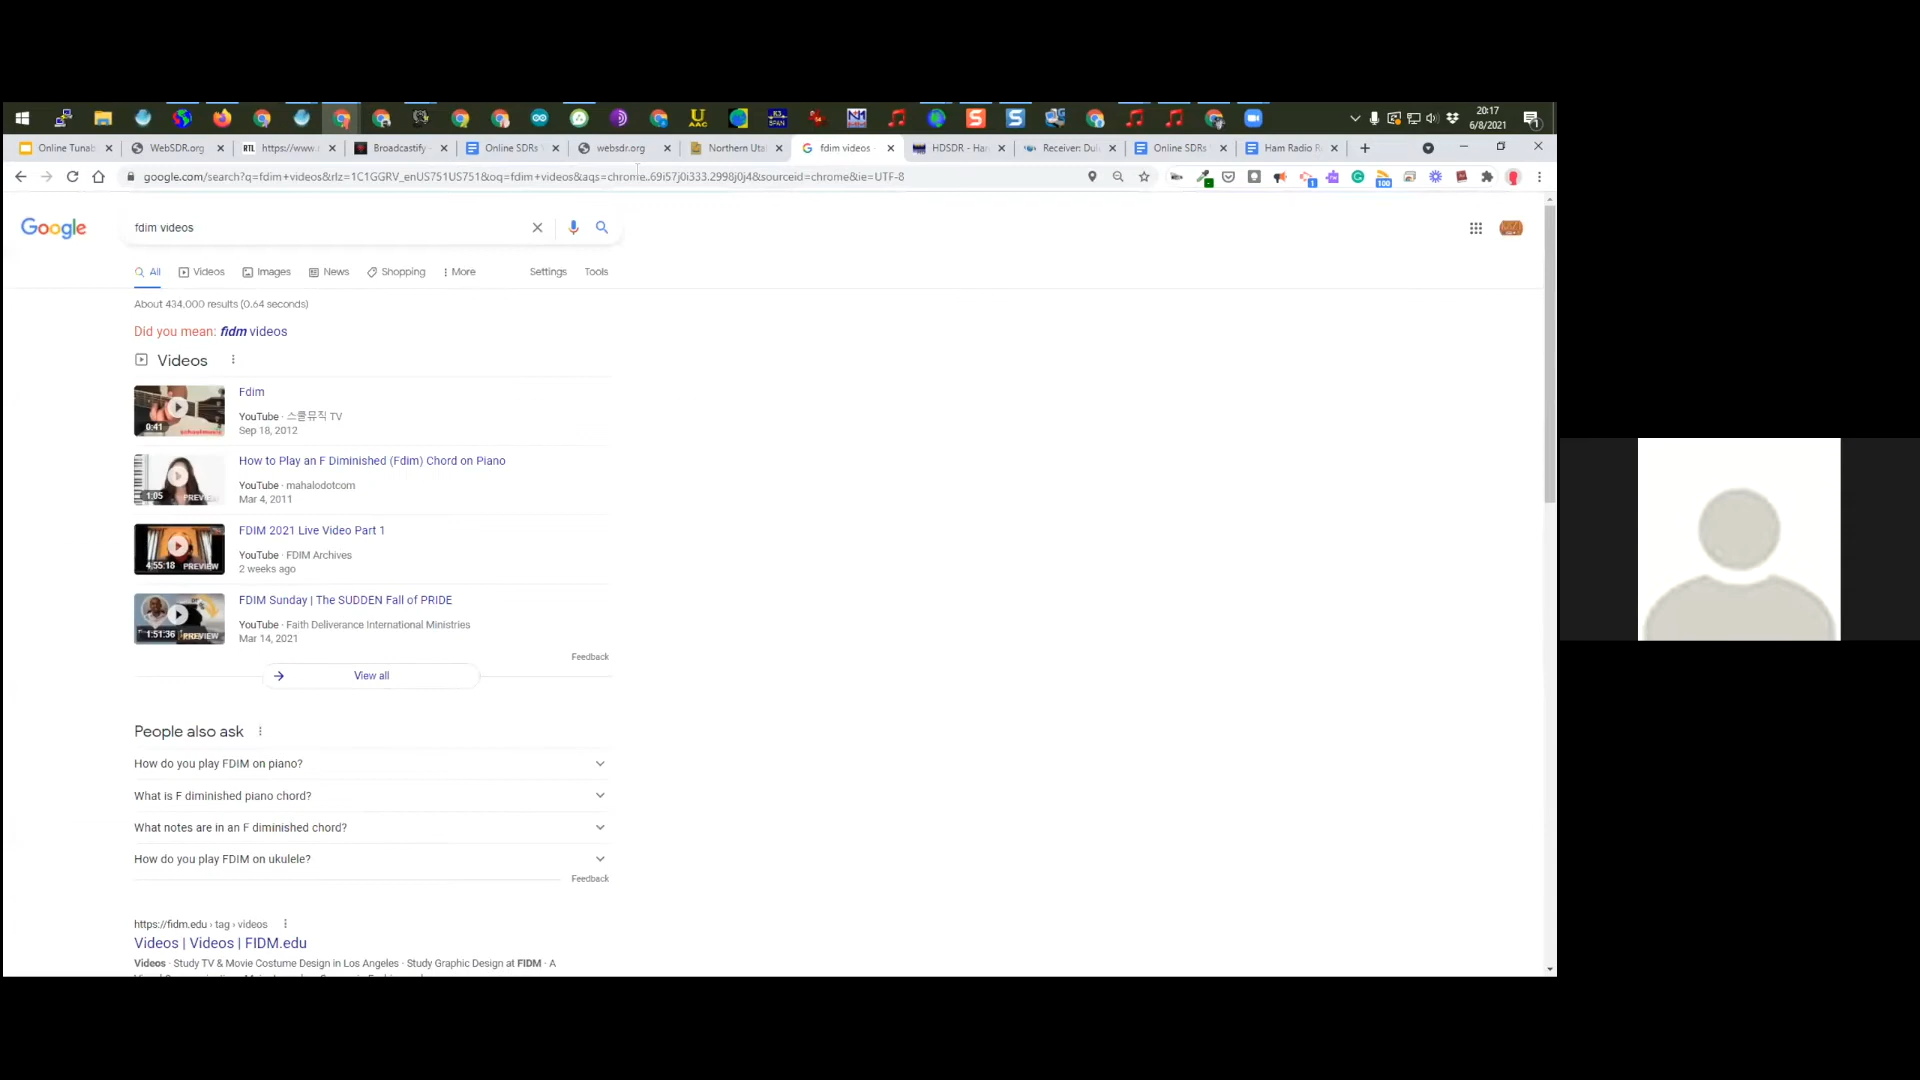 20:17
6/8/2021
Online Tunab
WebSDR.org
RTL https://www.r
Broadcastify -
Online SDRs
websdr.org
Northern Uta
fdim videos -
HDSDR - Ham
Receiver: Dul
Online SDRs
Ham Radio R
google.com/search?q=fdim+videos&rlz=1C1GGRV_enUS751US751&oq=fdim+videos&aqs=chrome..69i57j0i333.2998j0j4&sourceid=chrome&ie=UTF-8
Google
fdim videos
All Videos Images News Shopping More Settings Tools
About 434,000 results (0.64 seconds)
Did you mean: fidm videos
Videos
Fdim
YouTube · 스쿨뮤직 TV
Sep 18, 2012
0:41
How to Play an F Diminished (Fdim) Chord on Piano
YouTube · mahalodotcom
Mar 4, 2011
1:05 PREVIEW
FDIM 2021 Live Video Part 1
YouTube · FDIM Archives
2 weeks ago
4:55:18 PREVIEW
FDIM Sunday | The SUDDEN Fall of PRIDE
YouTube · Faith Deliverance International Ministries
Mar 14, 2021
1:51:36 PREVIEW
Feedback
View all
People also ask
How do you play FDIM on piano?
What is F diminished piano chord?
What notes are in an F diminished chord?
How do you play FDIM on ukulele?
Feedback
https://fidm.edu › tag › videos
Videos | Videos | FIDM.edu
Videos · Study TV & Movie Costume Design in Los Angeles · Study Graphic Design at FIDM · A